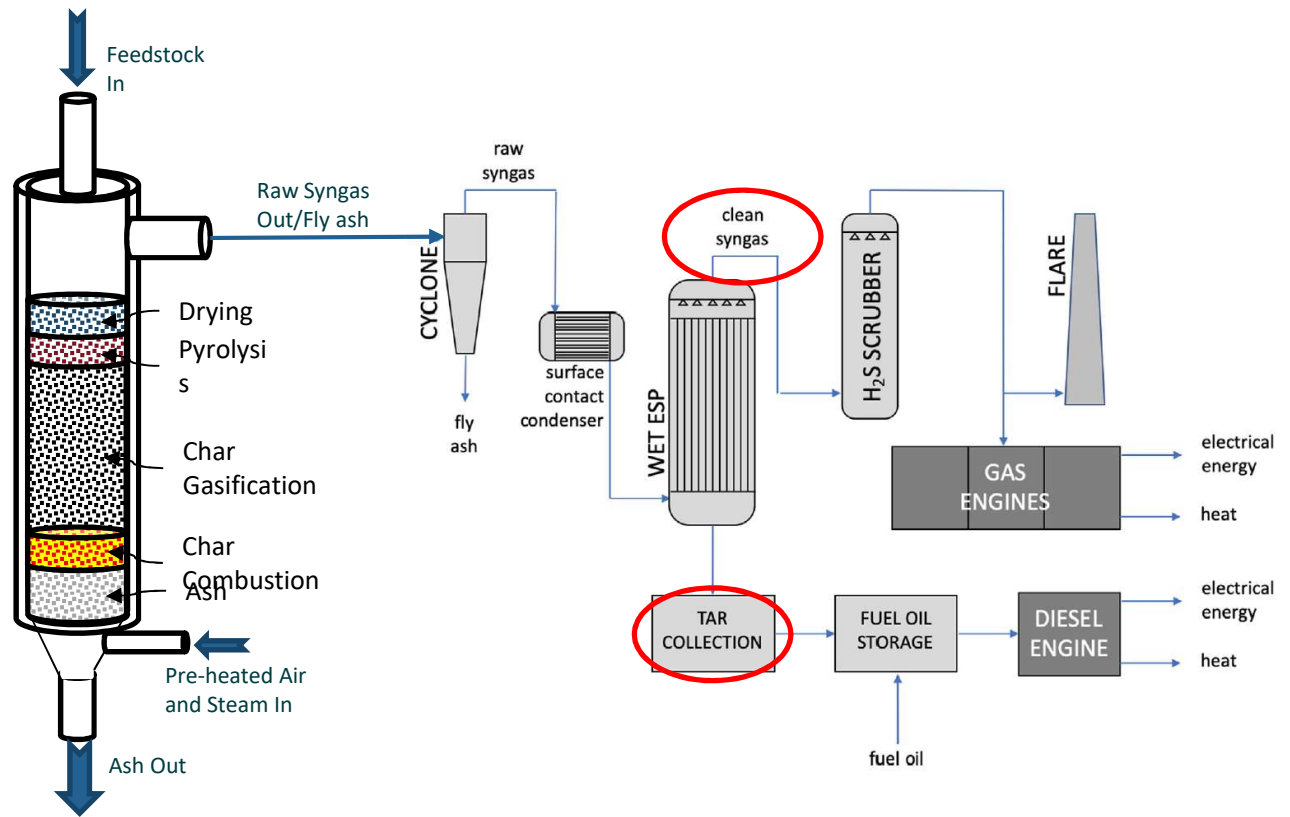 Feedstock
In
Raw Syngas
Out/Fly ash
Drying
Pyrolysi
s
Char
Gasification
Char
Combustion
Ash
Pre-heated Air
and Steam In
Ash Out
raw
syngas
CYCLONE
fly
ash
surface
contact
condenser
WET ESP
clean
syngas
H₂S SCRUBBER
FLARE
GAS
ENGINES
electrical
energy
heat
TAR
COLLECTION
FUEL OIL
STORAGE
fuel oil
DIESEL
ENGINE
electrical
energy
heat